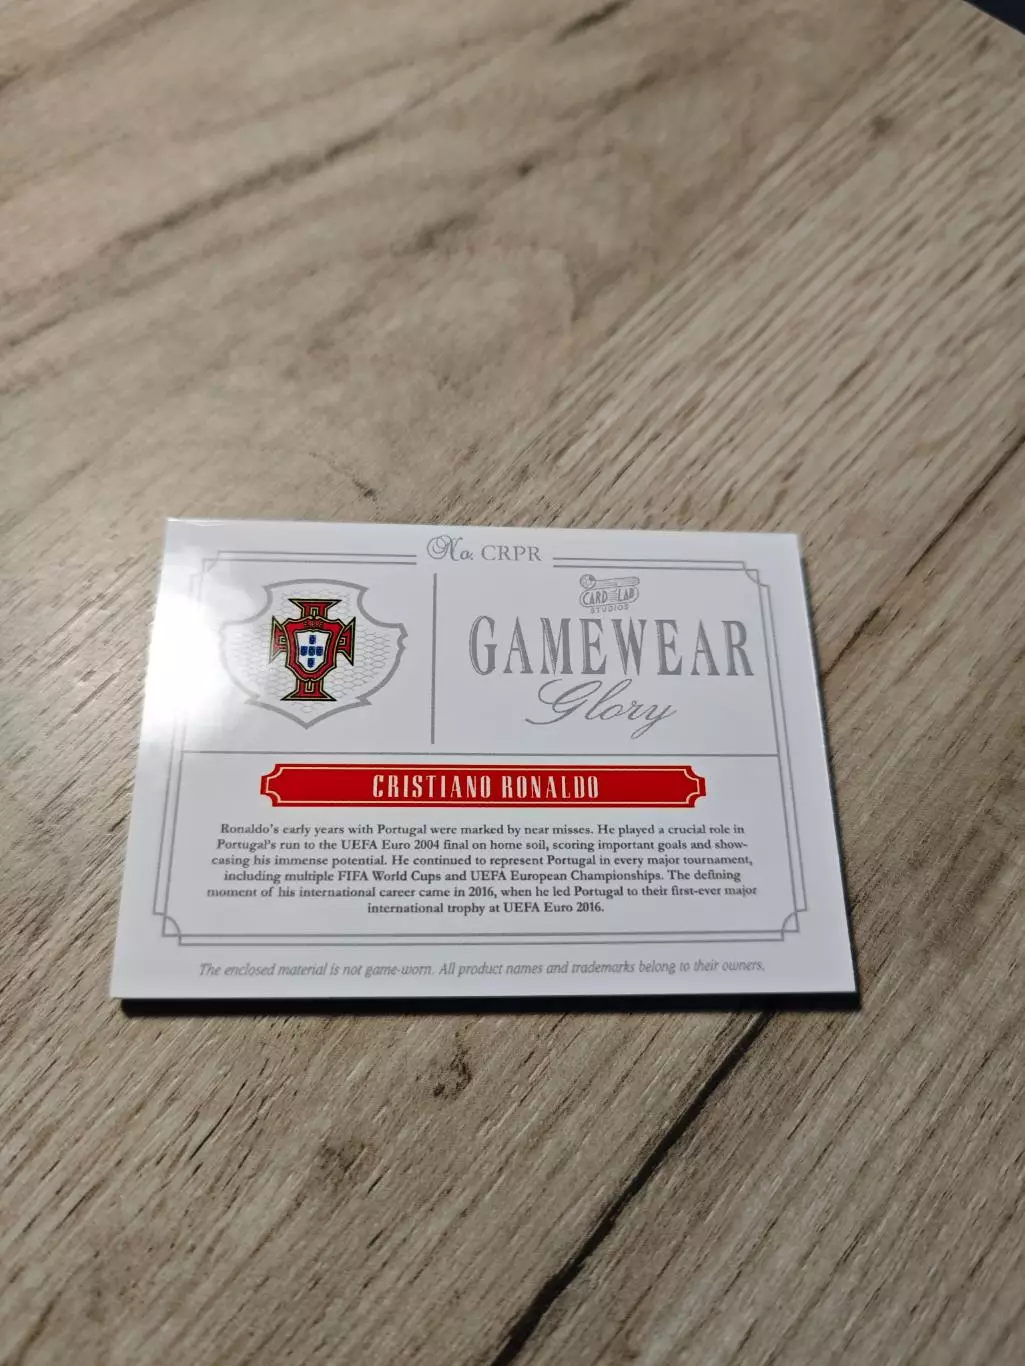 No. CRPR
CARD LAB
STUDIOS
GAMEWEAR
Glory
CRISTIANO RONALDO
Ronaldo's early years with Portugal were marked by near misses. He played a crucial role in
Portugal's run to the UEFA Euro 2004 final on home soil, scoring important goals and show-
casing his immense potential. He continued to represent Portugal in every major tournament,
including multiple FIFA World Cups and UEFA European Championships. The defining
moment of his international career came in 2016, when he led Portugal to their first-ever major
international trophy at UEFA Euro 2016.
The enclosed material is not game-worn. All product names and trademarks belong to their owners.